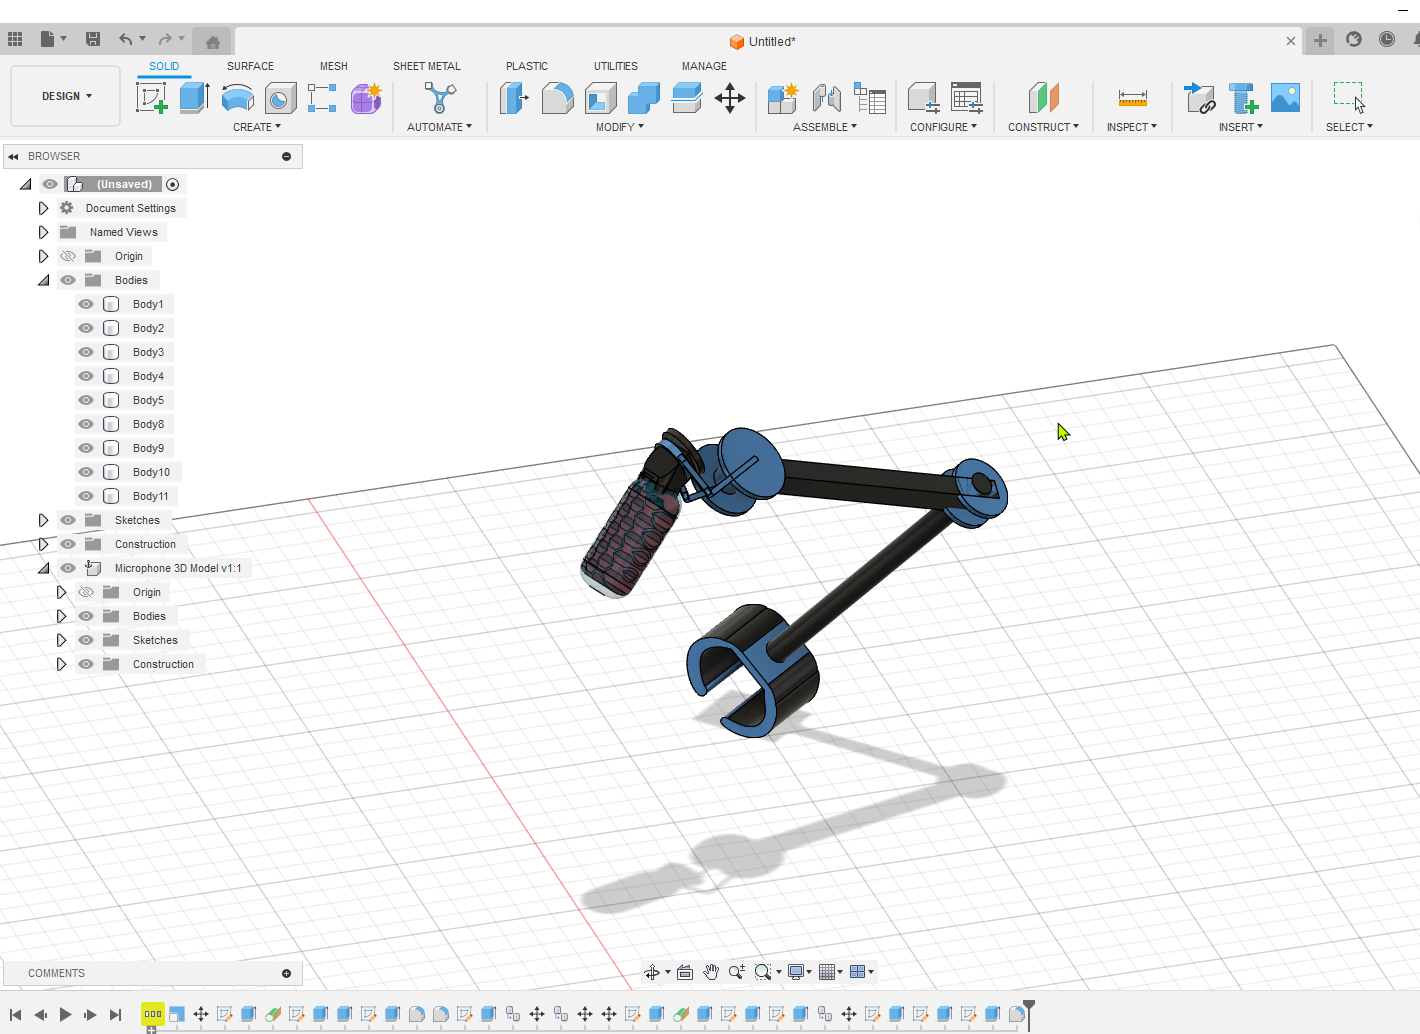 Untitled*
SOLID SURFACE MESH SHEET METAL PLASTIC UTILITIES MANAGE
DESIGN
CREATE AUTOMATE MODIFY ASSEMBLE CONFIGURE CONSTRUCT INSPECT INSERT SELECT
BROWSER
(Unsaved)
Document Settings
Named Views
Origin
Bodies
Body1
Body2
Body3
Body4
Body5
Body8
Body9
Body10
Body11
Sketches
Construction
Microphone 3D Model v1:1
Origin
Bodies
Sketches
Construction
COMMENTS